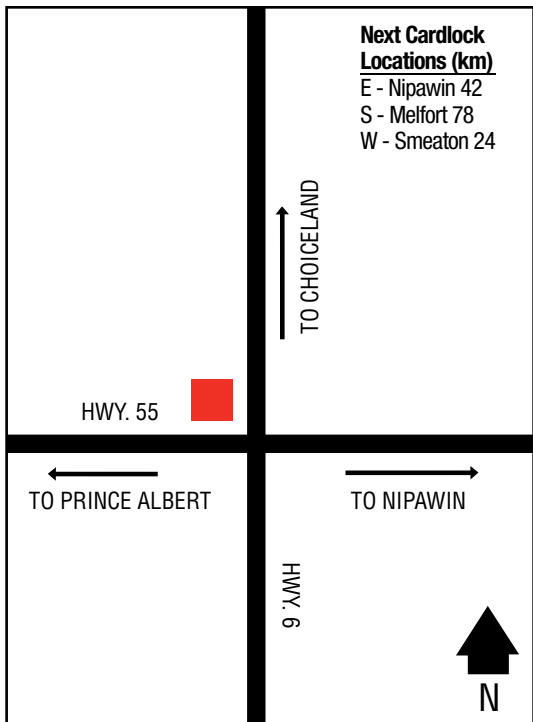 Next Cardlock
Locations (km)
E - Nipawin 42
S - Melfort 78
W - Smeaton 24
TO CHOICELAND
HWY. 55
TO PRINCE ALBERT
TO NIPAWIN
HWY. 6
N